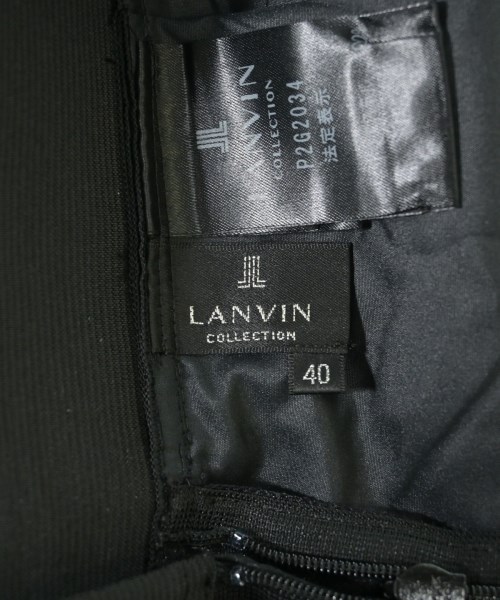 LANVIN
COLLECTION
P2G2034
法定表示
LANVIN
COLLECTION
40